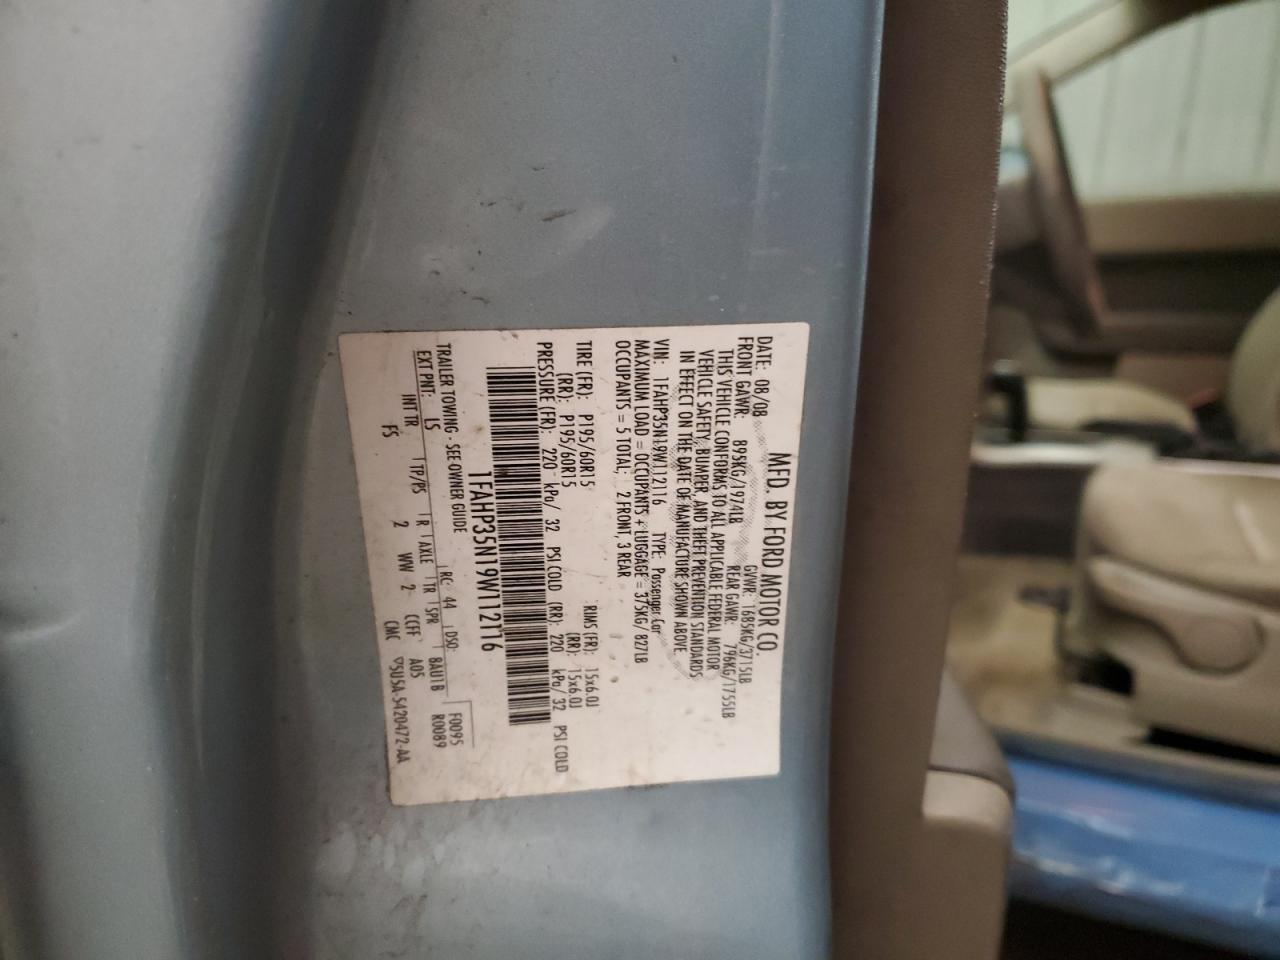 MFD. BY FORD MOTOR CO.
DATE: 08/08 GVWR: 1685KG/3715LB
FRONT GAWR: 895KG/1974LB REAR GAWR: 796KG/1755LB
THIS VEHICLE CONFORMS TO ALL APPLICABLE FEDERAL MOTOR
VEHICLE SAFETY, BUMPER, AND THEFT PREVENTION STANDARDS
IN EFFECT ON THE DATE OF MANUFACTURE SHOWN ABOVE.
VIN: 1FAHP35N19W112116 TYPE: Passenger Car
MAXIMUM LOAD = OCCUPANTS + LUGGAGE = 375KG/ 827LB
OCCUPANTS = 5 TOTAL; 2 FRONT, 3 REAR
TIRE (FR): P195/60R15 RIMS (FR): 15x6.0J
(RR): P195/60R15 (RR): 15x6.0J
PRESSURE (FR): 220 kPa/ 32 PSI COLD (RR): 220 kPa/ 32 PSI COLD
1FAHP35N19W112116
TRAILER TOWING - SEE OWNER GUIDE
F0095
EXT PNT: LS RC: 44 DSO: R0089
INT TR TP/PS R AXLE TR SPR BAU1B
FS 2 WW 2 CCFF A05
CMC ▽5U5A-5420472-AA